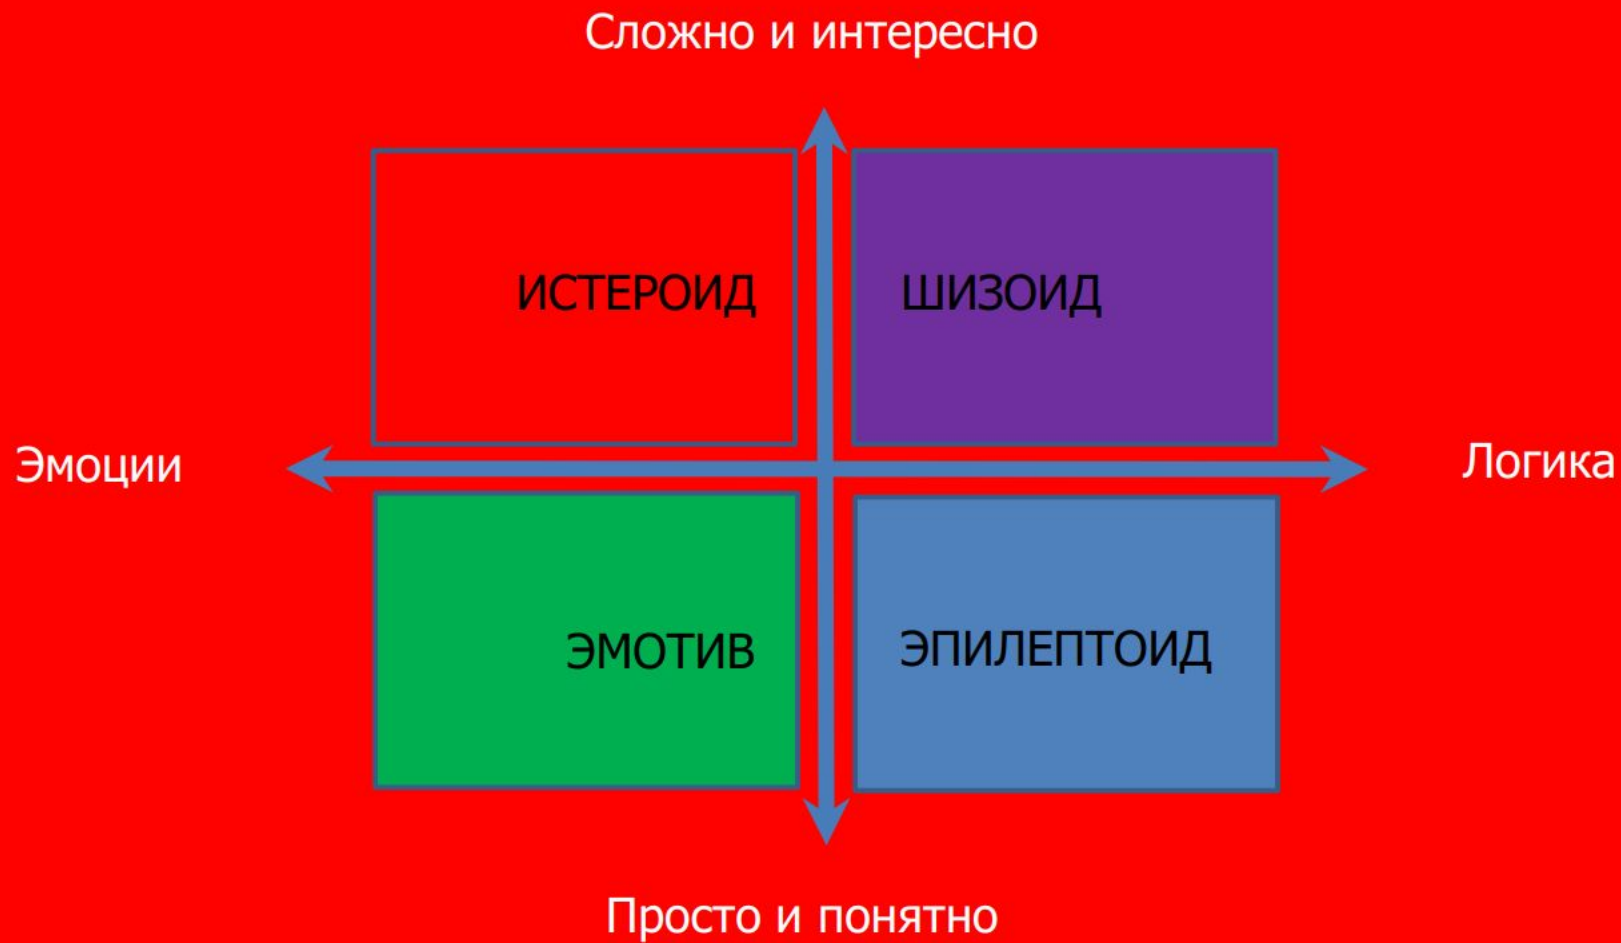 Сложно и интересно
ИСТЕРОИД
ШИЗОИД
Эмоции
Логика
ЭМОТИВ
ЭПИЛЕПТОИД
Просто и понятно